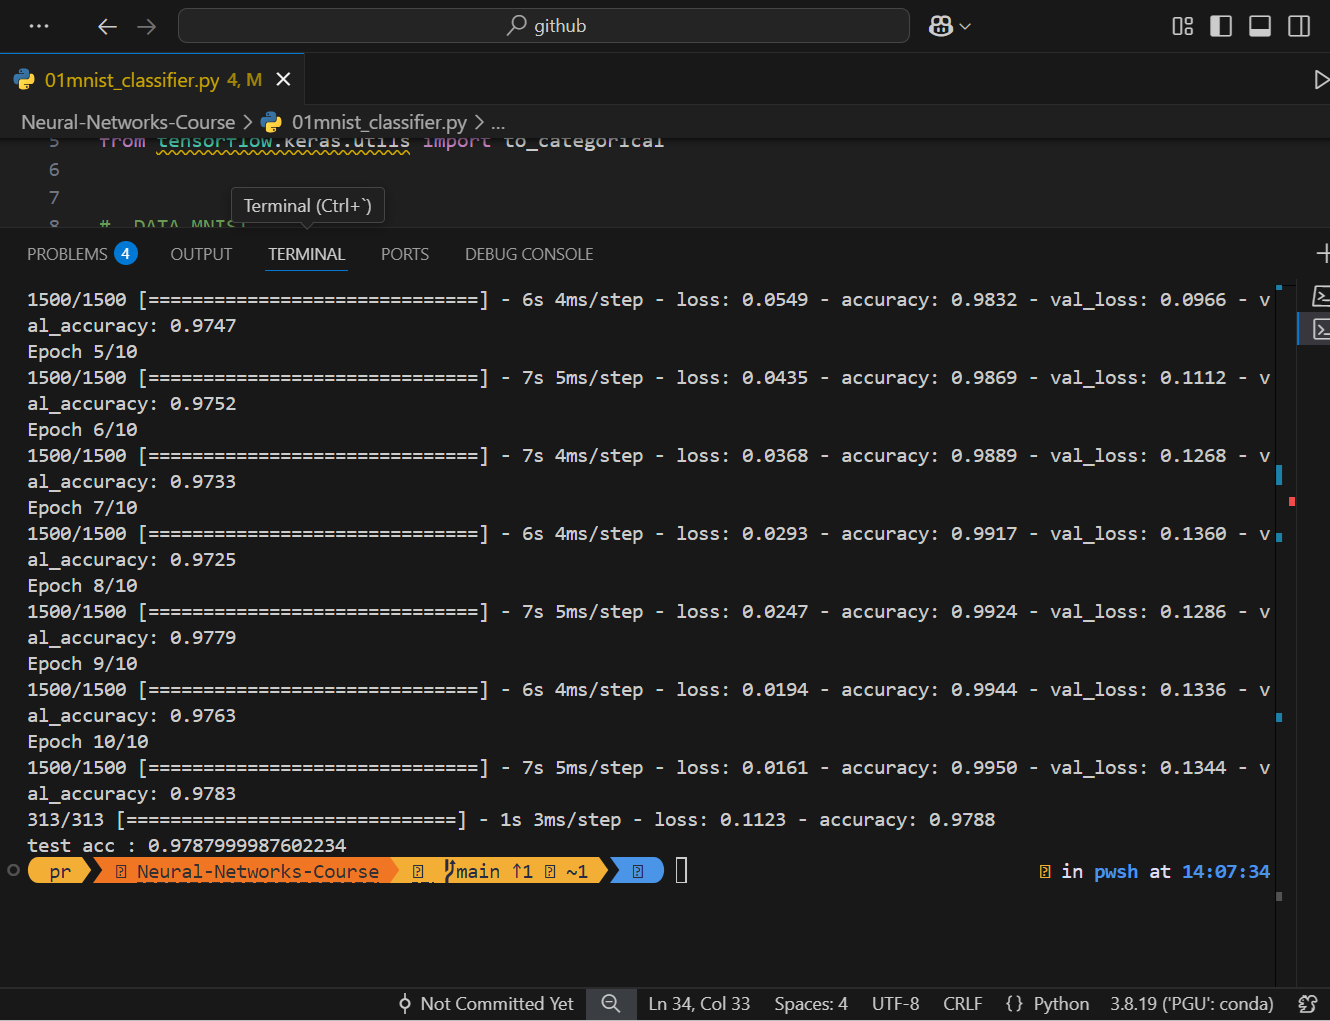 github
01mnist_classifier.py 4, M
Neural-Networks-Course > 01mnist_classifier.py > ...
5 from tensorflow.keras.utils import to_categorical
6
7
Terminal (Ctrl+`)
8 # DATA MNIST
PROBLEMS 4 OUTPUT TERMINAL PORTS DEBUG CONSOLE
1500/1500 [==============================] - 6s 4ms/step - loss: 0.0549 - accuracy: 0.9832 - val_loss: 0.0966 - v
al_accuracy: 0.9747
Epoch 5/10
1500/1500 [==============================] - 7s 5ms/step - loss: 0.0435 - accuracy: 0.9869 - val_loss: 0.1112 - v
al_accuracy: 0.9752
Epoch 6/10
1500/1500 [==============================] - 7s 4ms/step - loss: 0.0368 - accuracy: 0.9889 - val_loss: 0.1268 - v
al_accuracy: 0.9733
Epoch 7/10
1500/1500 [==============================] - 6s 4ms/step - loss: 0.0293 - accuracy: 0.9917 - val_loss: 0.1360 - v
al_accuracy: 0.9725
Epoch 8/10
1500/1500 [==============================] - 7s 5ms/step - loss: 0.0247 - accuracy: 0.9924 - val_loss: 0.1286 - v
al_accuracy: 0.9779
Epoch 9/10
1500/1500 [==============================] - 6s 4ms/step - loss: 0.0194 - accuracy: 0.9944 - val_loss: 0.1336 - v
al_accuracy: 0.9763
Epoch 10/10
1500/1500 [==============================] - 7s 5ms/step - loss: 0.0161 - accuracy: 0.9950 - val_loss: 0.1344 - v
al_accuracy: 0.9783
313/313 [==============================] - 1s 3ms/step - loss: 0.1123 - accuracy: 0.9788
test acc : 0.9787999987602234
pr Neural-Networks-Course main ↑1 ~1 in pwsh at 14:07:34
Not Committed Yet Ln 34, Col 33 Spaces: 4 UTF-8 CRLF {} Python 3.8.19 ('PGU': conda)